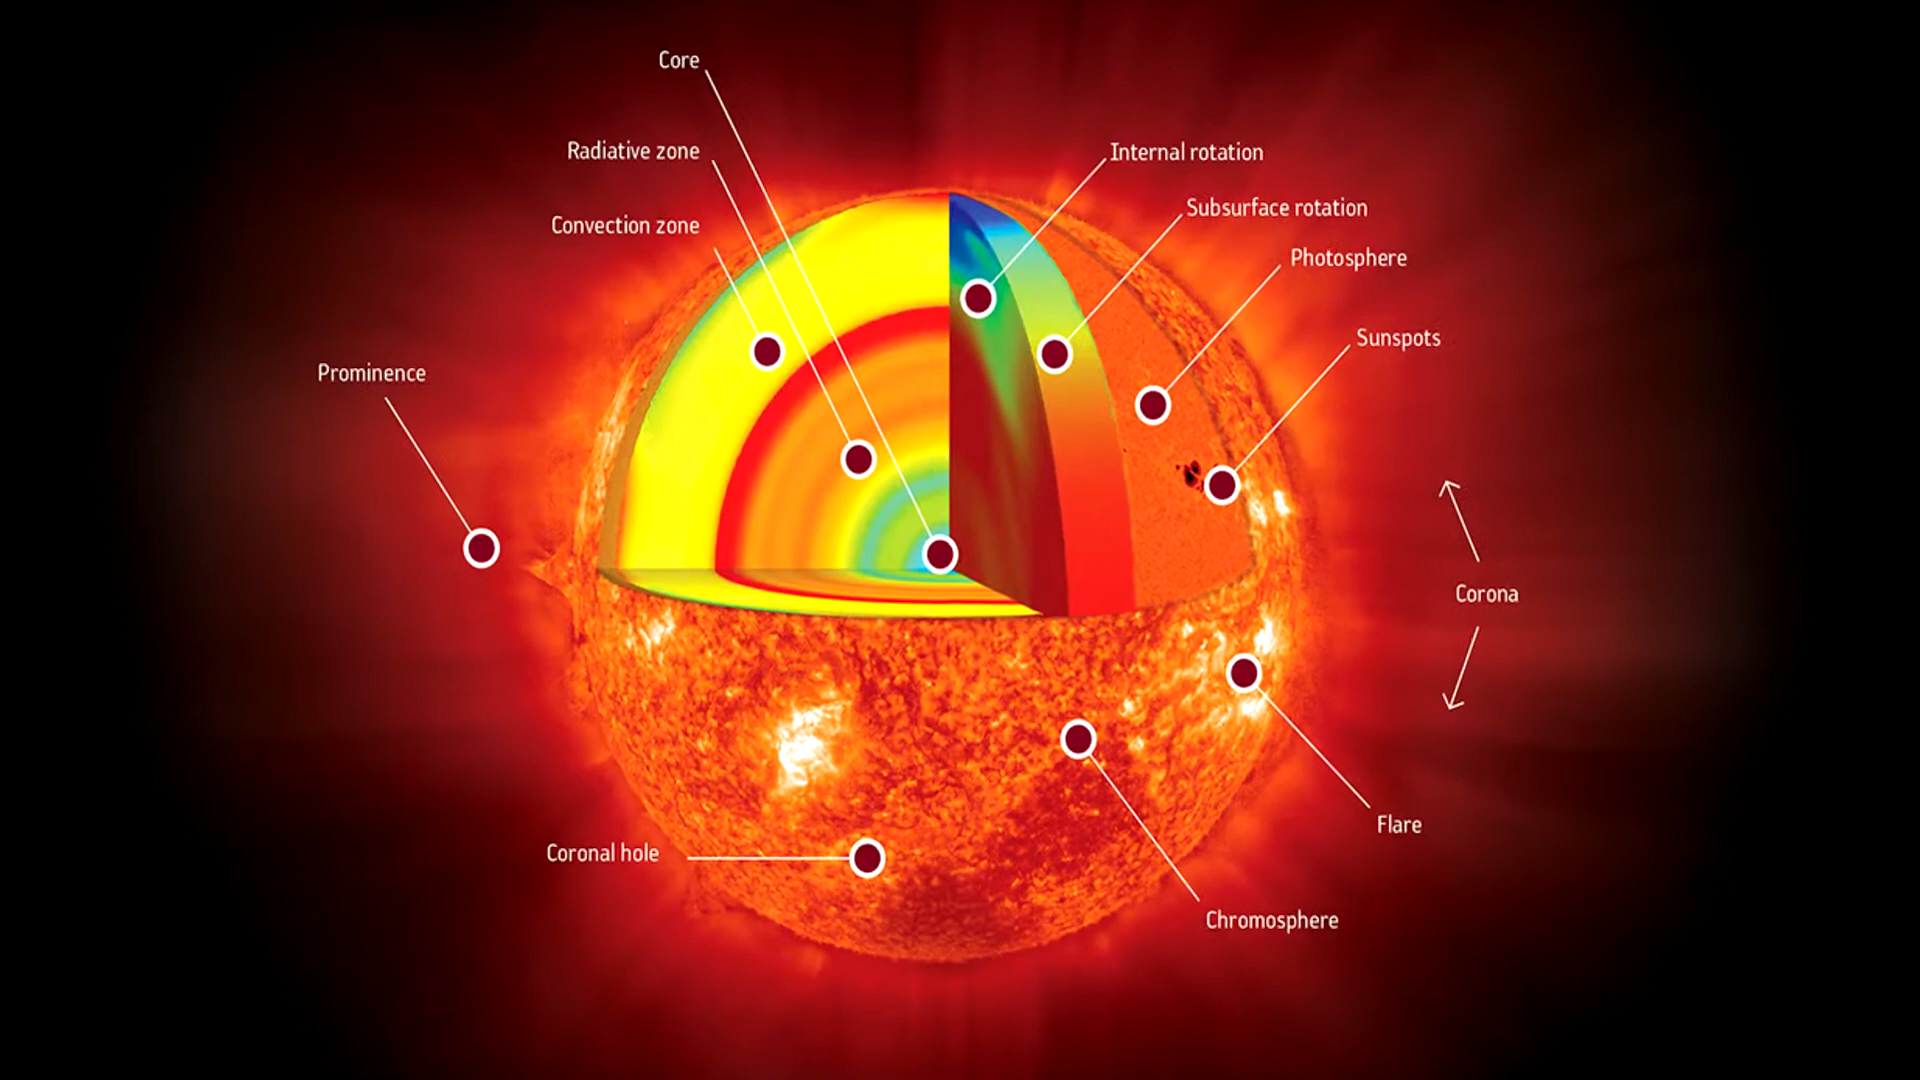 Core
Radiative zone
Internal rotation
Subsurface rotation
Convection zone
Photosphere
Sunspots
Prominence
Corona
Flare
Coronal hole
Chromosphere